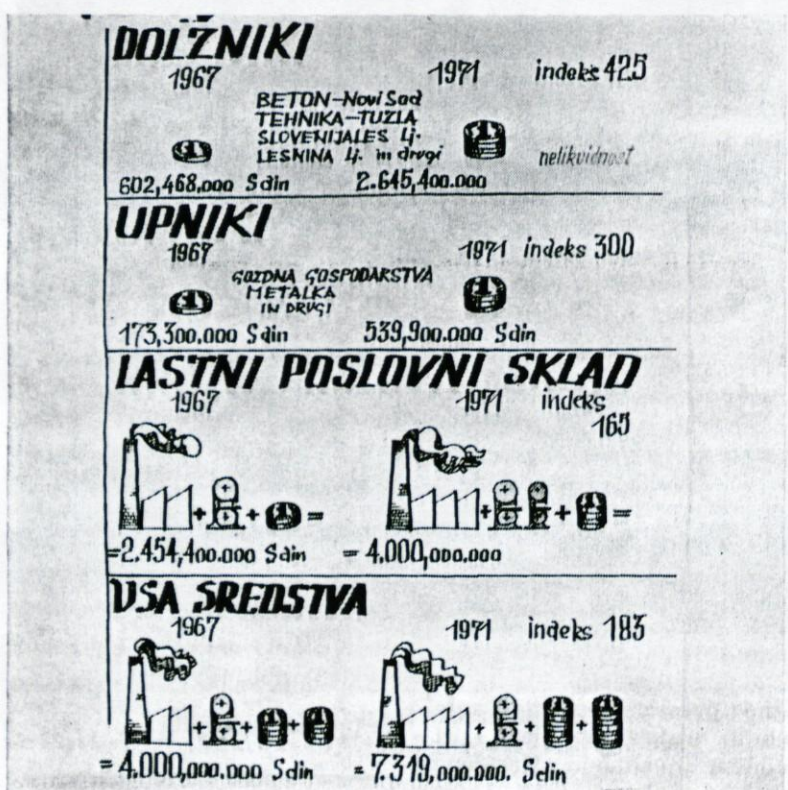 DOLŽNIKI
1967 1971 indeks 425
BETON-Novi Sad
TEHNIKA-TUZLA
SLOVENIJALES Lj.
LESNINA Lj. in drugi
nelikvidnost
602,468,000 Sdin 2.645,400.000
UPNIKI
1967 1971 indeks 300
GOZDNA GOSPODARSTVA
METALKA
IN DRUGI
173,300.000 Sdin 539,900.000 Sdin
LASTNI POSLOVNI SKLAD
1967 1971 indeks
165
+ + = + + =
=2.454,400.000 Sdin = 4.000,000.000
VSA SREDSTVA
1967 1971 indeks 183
+ + + + + +
= 4.000,000.000 Sdin = 7.319,000.000. Sdin